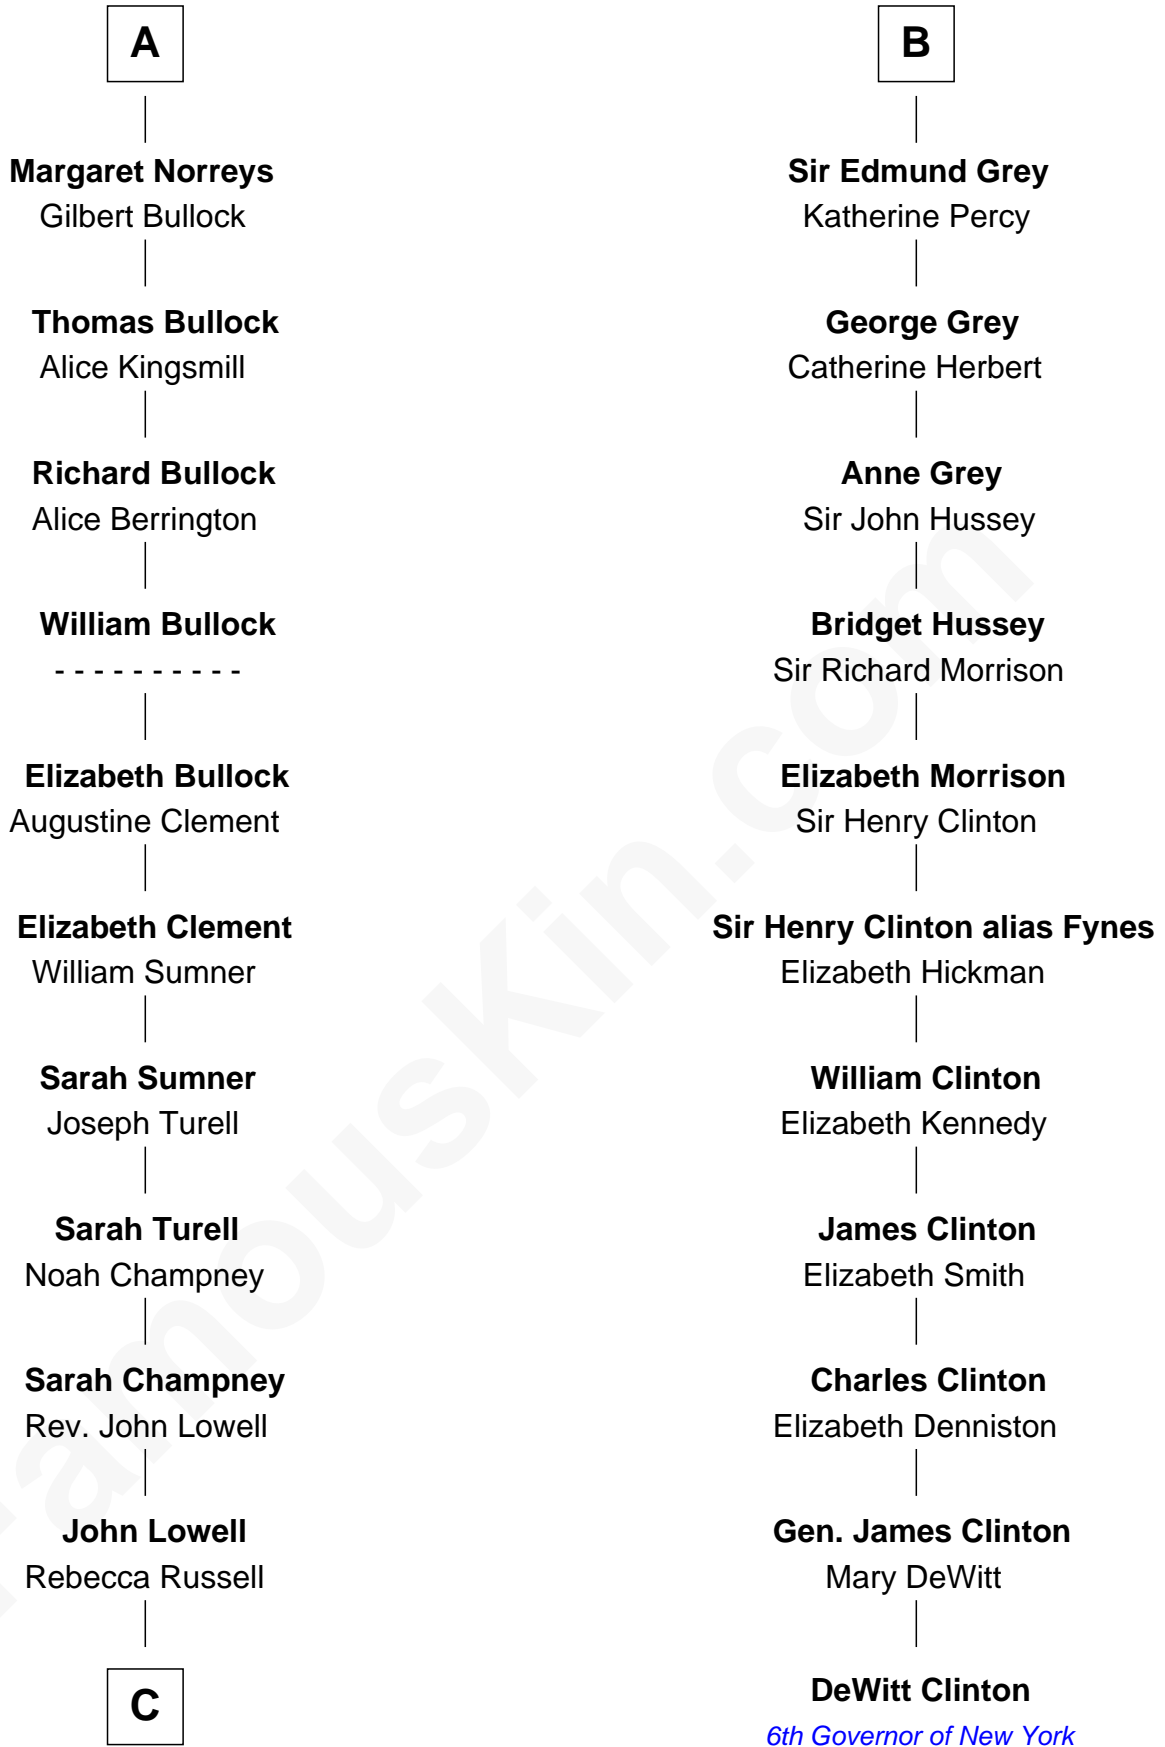 A
Margaret Norreys
Gilbert Bullock
Thomas Bullock
Alice Kingsmill
Richard Bullock
Alice Berrington
William Bullock
- - - - - - - - - -
Elizabeth Bullock
Augustine Clement
Elizabeth Clement
William Sumner
Sarah Sumner
Joseph Turell
Sarah Turell
Noah Champney
Sarah Champney
Rev. John Lowell
John Lowell
Rebecca Russell
C
B
Sir Edmund Grey
Katherine Percy
George Grey
Catherine Herbert
Anne Grey
Sir John Hussey
Bridget Hussey
Sir Richard Morrison
Elizabeth Morrison
Sir Henry Clinton
Sir Henry Clinton alias Fynes
Elizabeth Hickman
William Clinton
Elizabeth Kennedy
James Clinton
Elizabeth Smith
Charles Clinton
Elizabeth Denniston
Gen. James Clinton
Mary DeWitt
DeWitt Clinton
6th Governor of New York
FamousKin.com